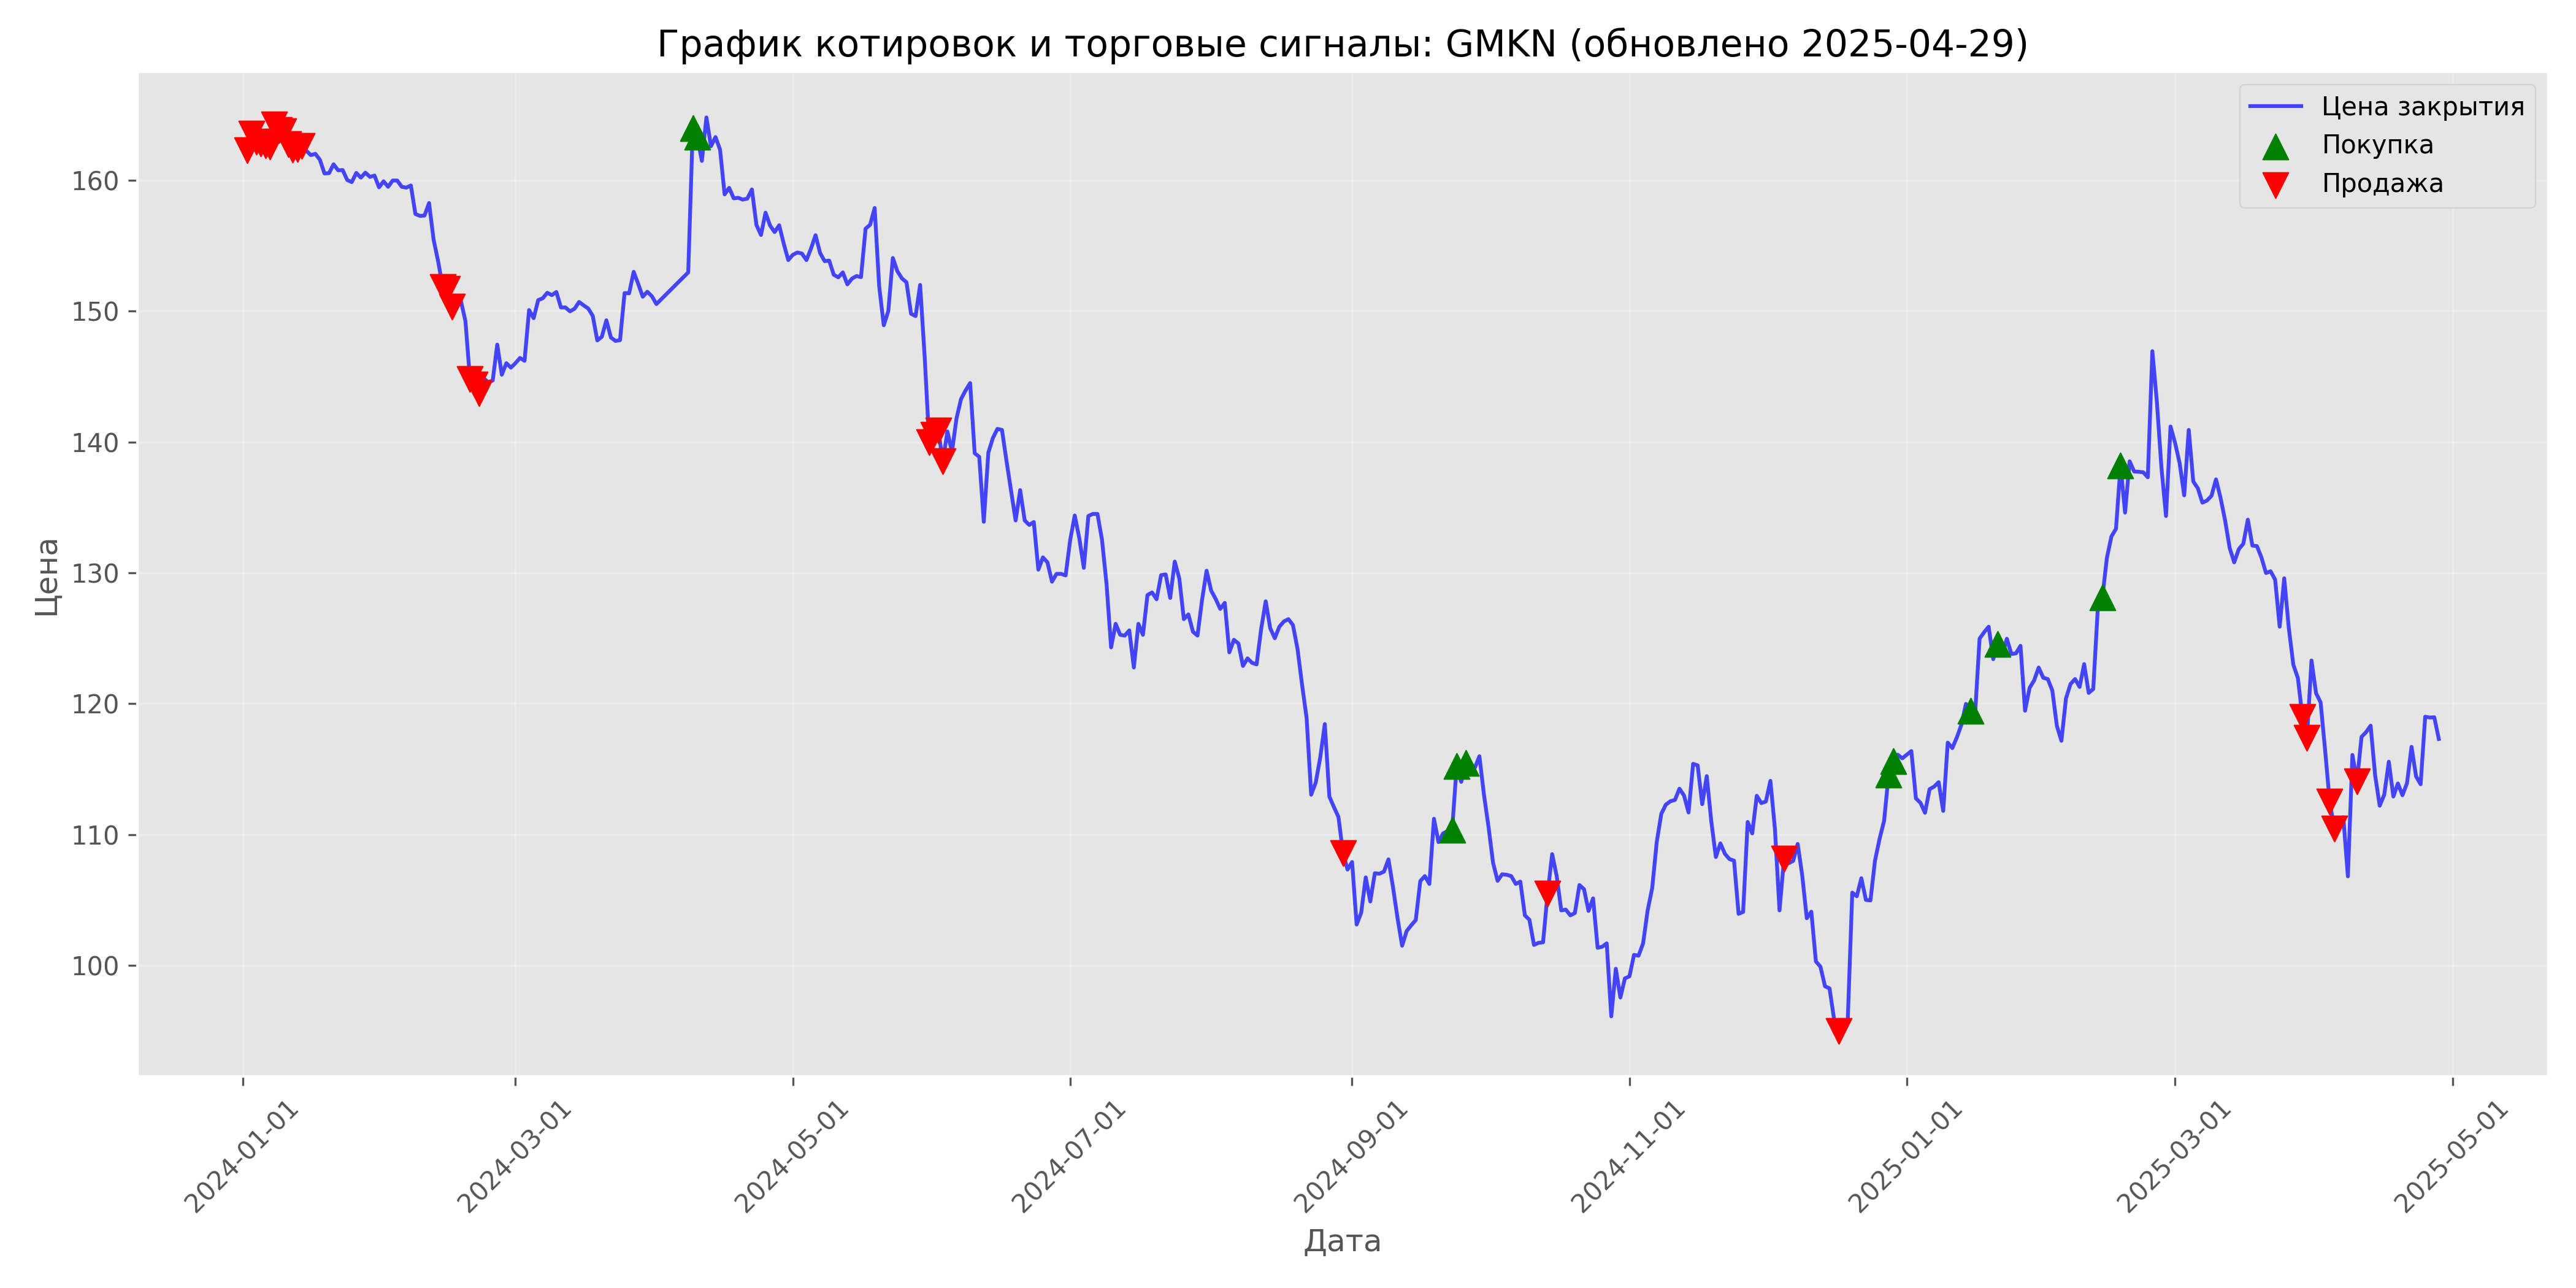 График котировок и торговые сигналы: GMKN (обновлено 2025-04-29)
Цена закрытия
Покупка
Продажа
160
150
140
130
120
110
100
Цена
2024-01-01
2024-03-01
2024-05-01
2024-07-01
2024-09-01
2024-11-01
2025-01-01
2025-03-01
2025-05-01
Дата